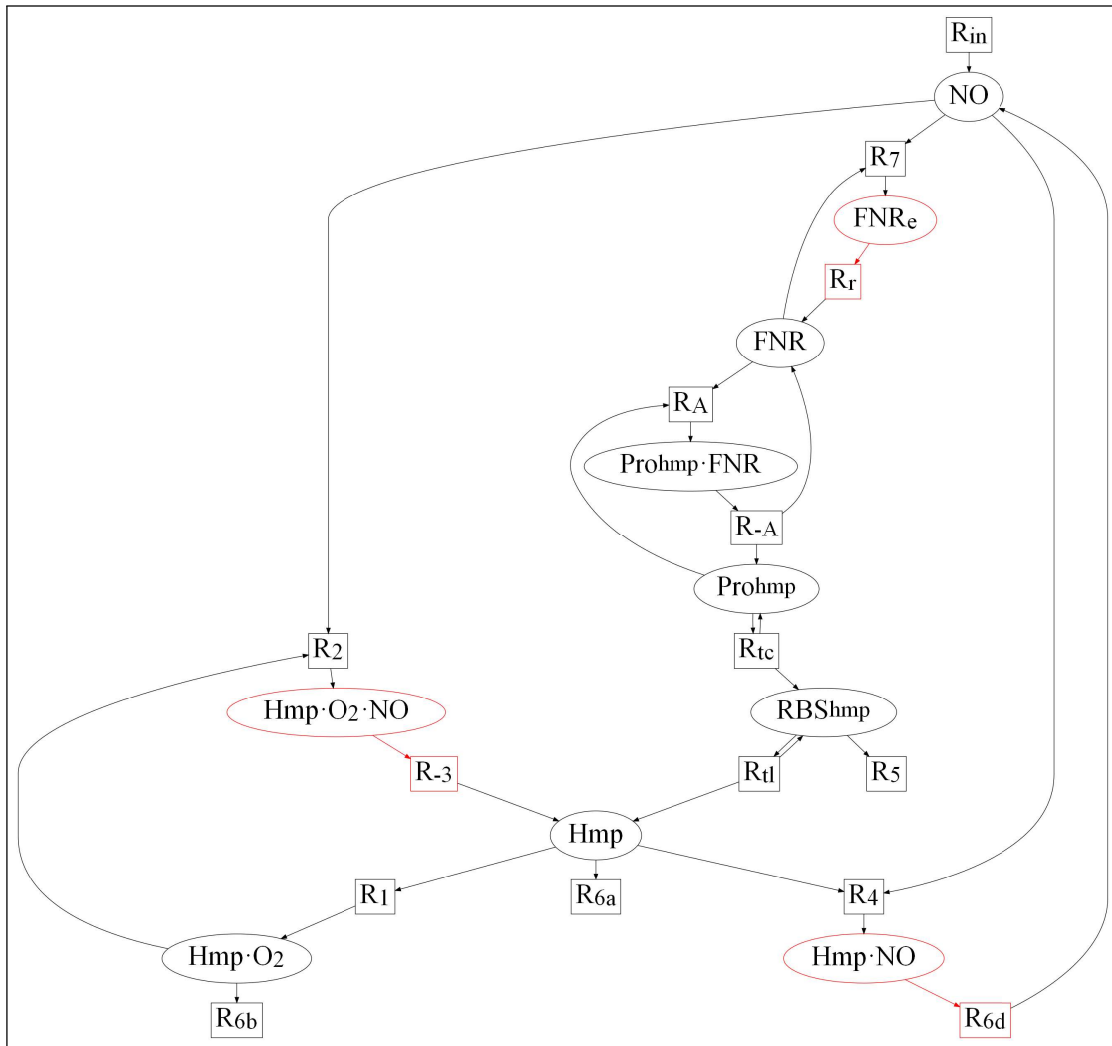 Rin
NO
R7
FNRe
Rr
FNR
RA
Prohmp·FNR
R-A
Prohmp
R2
Rtc
Hmp·O2·NO
RBShmp
R-3
Rtl
R5
Hmp
R1
R6a
R4
Hmp·O2
Hmp·NO
R6b
R6d